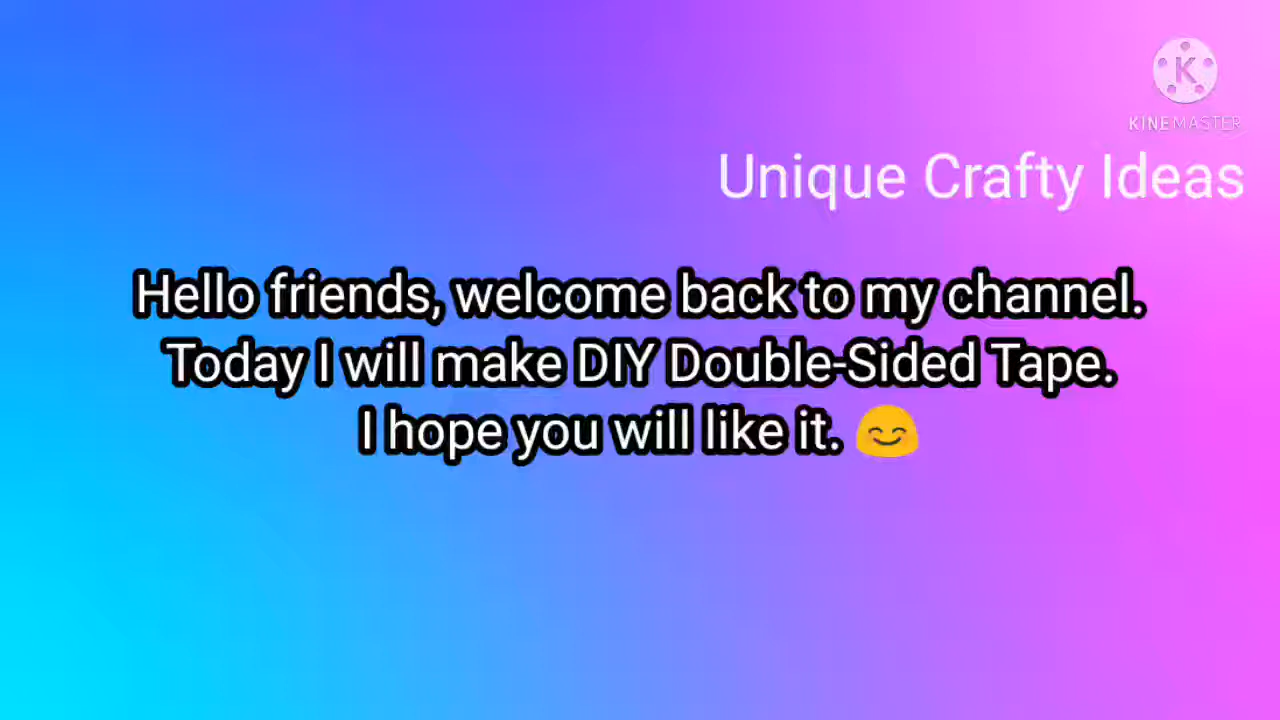 K
KINEMASTER
Unique Crafty Ideas
Hello friends, welcome back to my channel.
Today I will make DIY Double-Sided Tape.
I hope you will like it. 😊